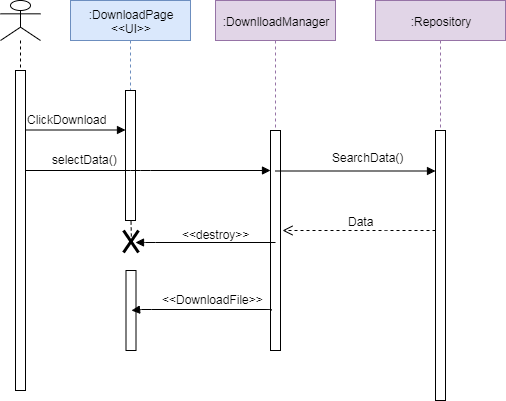 :DownloadPage
<<UI>>
:DownlloadManager
:Repository
ClickDownload
selectData()
SearchData()
Data
<<destroy>>
<<DownloadFile>>